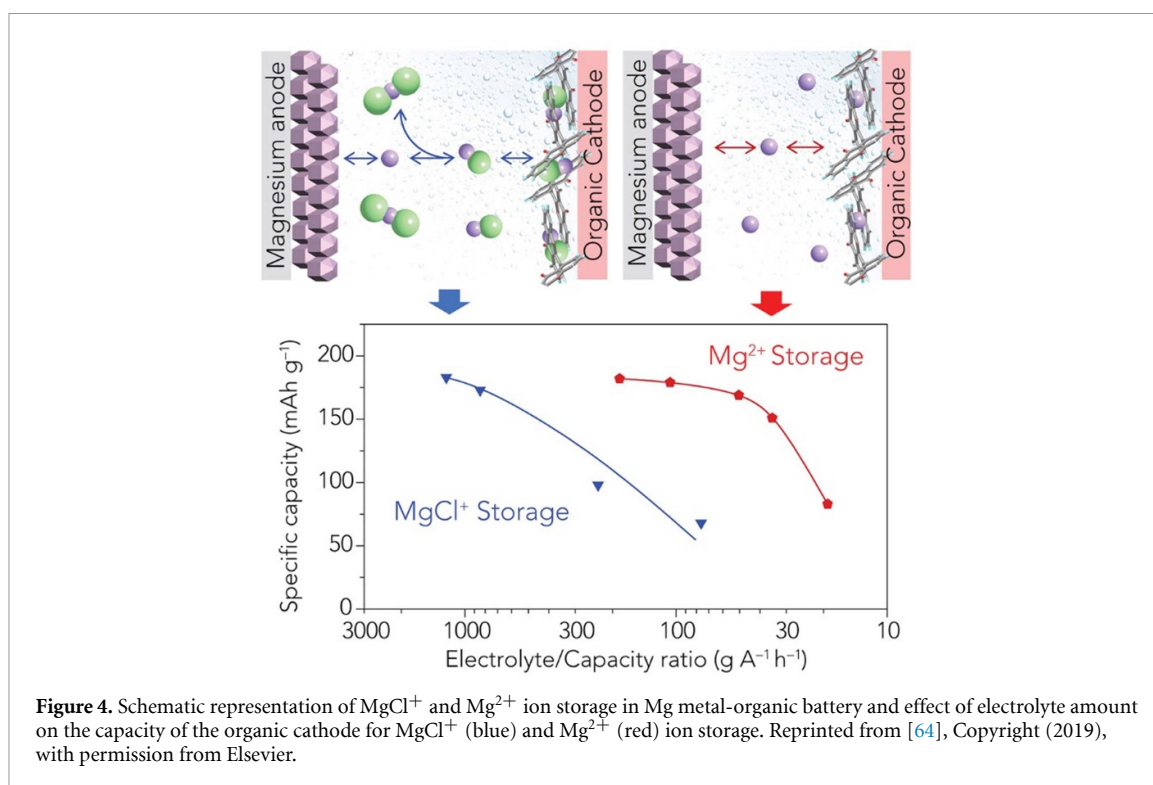 Magnesium anode
Organic Cathode
Magnesium anode
Organic Cathode
Specific capacity (mAh g⁻¹)
200
150
100
50
0
Mg²⁺ Storage
MgCl⁺ Storage
3000 1000 300 100 30 10
Electrolyte/Capacity ratio (g A⁻¹ h⁻¹)
Figure 4. Schematic representation of MgCl⁺ and Mg²⁺ ion storage in Mg metal-organic battery and effect of electrolyte amount
on the capacity of the organic cathode for MgCl⁺ (blue) and Mg²⁺ (red) ion storage. Reprinted from [64], Copyright (2019),
with permission from Elsevier.